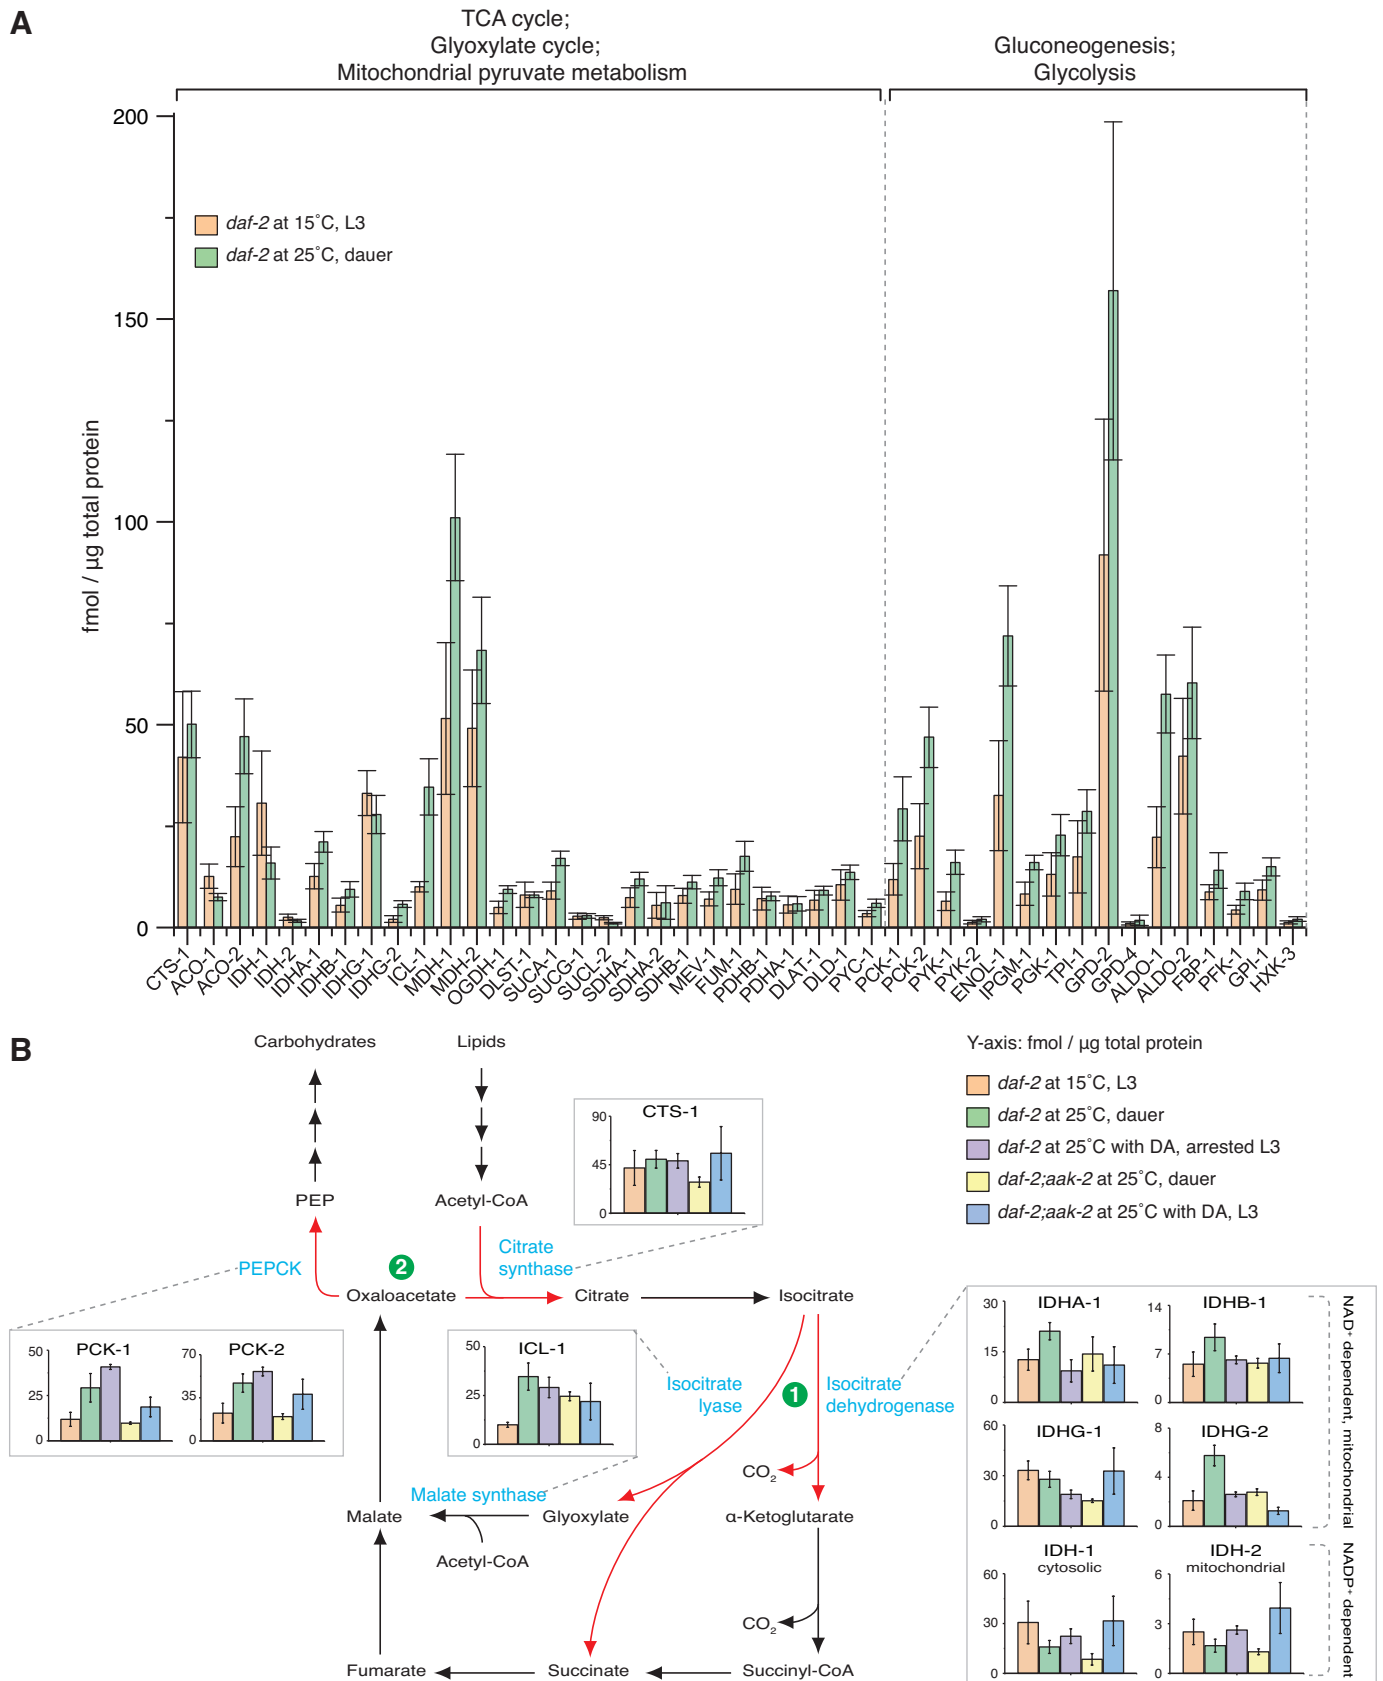 A
TCA cycle;
Glyoxylate cycle;
Mitochondrial pyruvate metabolism
Gluconeogenesis;
Glycolysis
200
150
100
50
0
fmol / µg total protein
daf-2 at 15˚C, L3
daf-2 at 25˚C, dauer
CTS-1
ACO-1
ACO-2
IDH-1
IDH-2
IDHA-1
IDHB-1
IDHG-1
IDHG-2
ICL-1
MDH-1
MDH-2
OGDH-1
DLST-1
SUCA-1
SUCG-1
SUCL-2
SDHA-1
SDHA-2
SDHB-1
MEV-1
FUM-1
PDHB-1
PDHA-1
DLAT-1
DLD-1
PYC-1
PCK-1
PCK-2
PYK-1
PYK-2
ENOL-1
IPGM-1
PGK-1
TPI-1
GPD-2
GPD-4
ALDO-1
ALDO-2
FBP-1
PFK-1
GPI-1
HXK-3
B
Carbohydrates
Lipids
PEP
Acetyl-CoA
PEPCK
2
Citrate
synthase
Oxaloacetate
Citrate
Isocitrate
CTS-1
90
45
0
Y-axis: fmol / µg total protein
daf-2 at 15˚C, L3
daf-2 at 25˚C, dauer
daf-2 at 25˚C with DA, arrested L3
daf-2;aak-2 at 25˚C, dauer
daf-2;aak-2 at 25˚C with DA, L3
PCK-1
50
25
0
PCK-2
70
35
0
ICL-1
50
25
0
Isocitrate
lyase
1
Isocitrate
dehydrogenase
CO2
Malate synthase
Malate
Glyoxylate
α-Ketoglutarate
Acetyl-CoA
CO2
Fumarate
Succinate
Succinyl-CoA
IDHA-1
30
15
0
IDHB-1
14
7
0
IDHG-1
60
30
0
IDHG-2
8
4
0
NAD+ dependent, mitochondrial
IDH-1
cytosolic
60
30
0
IDH-2
mitochondrial
6
3
0
NADP+ dependent